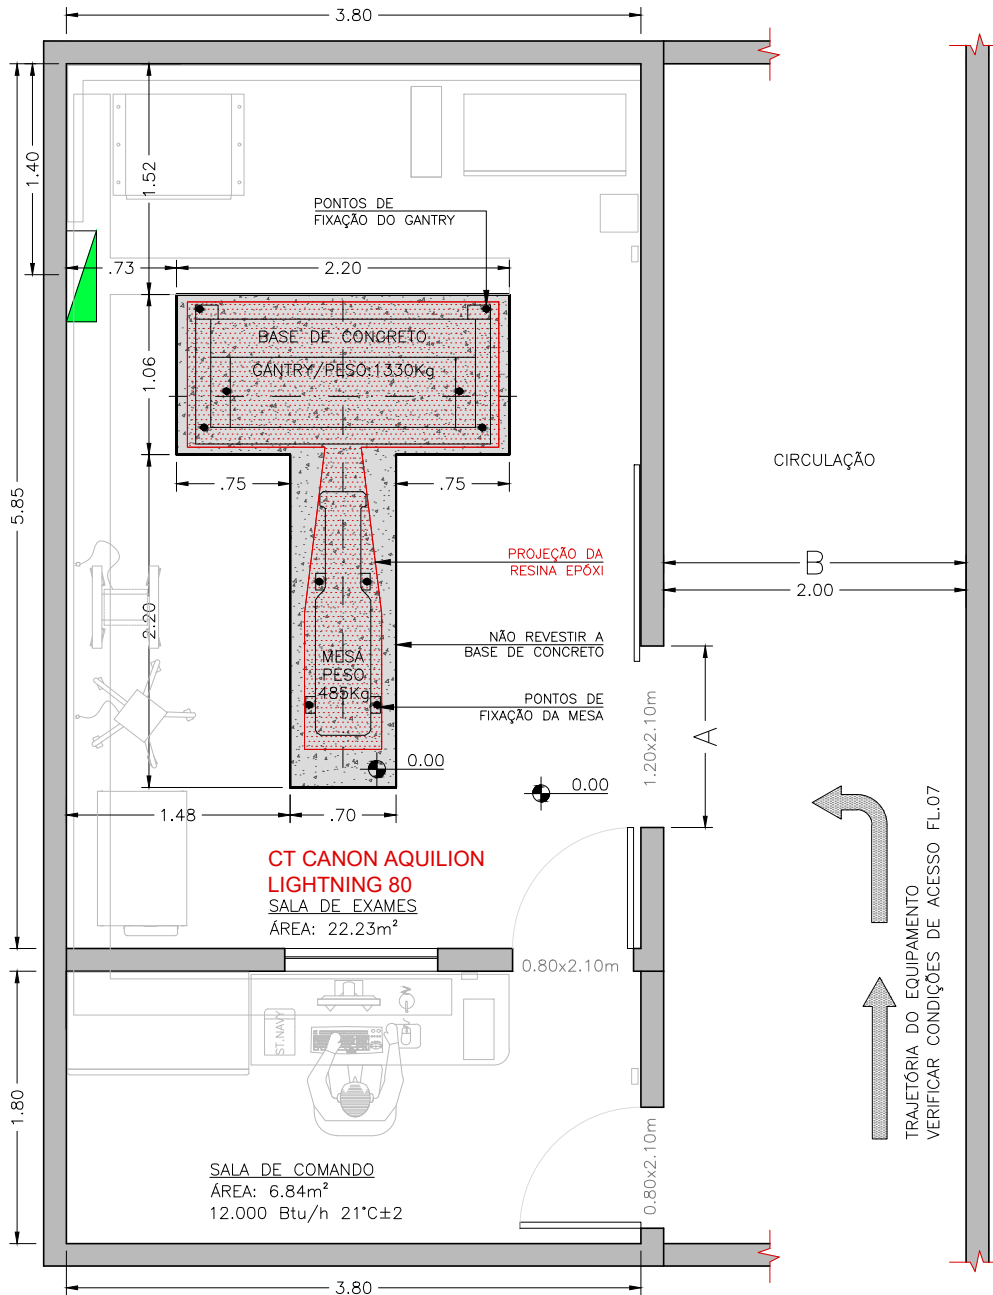 3.80
1.40
1.52
PONTOS DE
FIXAÇÃO DO GANTRY
.73
2.20
BASE DE CONCRETO
GANTRY/PESO:1330Kg
1.06
.75
.75
CIRCULAÇÃO
5.85
PROJEÇÃO DA
RESINA EPÓXI
B
2.00
2.20
NÃO REVESTIR A
BASE DE CONCRETO
MESA
PESO
485Kg
PONTOS DE
FIXAÇÃO DA MESA
1.20x2.10m
A
0.00
0.00
1.48
.70
CT CANON AQUILION
LIGHTNING 80
SALA DE EXAMES
ÁREA: 22.23m²
0.80x2.10m
TRAJETÓRIA DO EQUIPAMENTO
VERIFICAR CONDIÇÕES DE ACESSO FL.07
ST.NAVY
1.80
0.80x2.10m
SALA DE COMANDO
ÁREA: 6.84m²
12.000 Btu/h 21°C±2
3.80